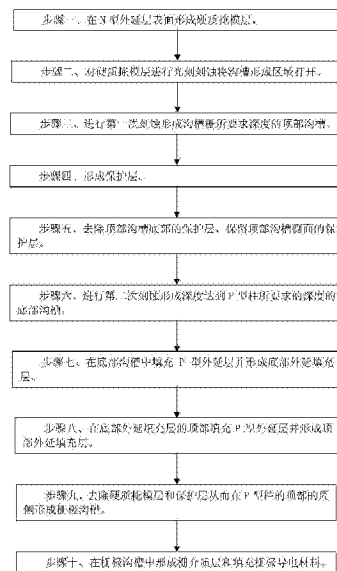 步骤一、在N型外延层表面形成硬质掩模层。
步骤二、对硬质掩模层进行光刻刻蚀将沟槽形成区域打开。
步骤三、进行第一次刻蚀形成沟槽栅所要求深度的顶部沟槽。
步骤四、形成保护层。
步骤五、去除顶部沟槽底部的保护层、保留顶部沟槽侧面的保
护层。
步骤六、进行第二次刻蚀形成深度达到P型柱所要求的深度的
底部沟槽。
步骤七、在底部沟槽中填充P型外延层并形成底部外延填充
层。
步骤八、在底部外延填充层的顶部填充P型外延层并形成顶
部外延填充层。
步骤九、去除硬质掩模层和保护层从而在P型柱的顶部的两
侧形成栅极沟槽。
步骤十、在栅极沟槽中形成栅介质层和填充栅极导电材料。